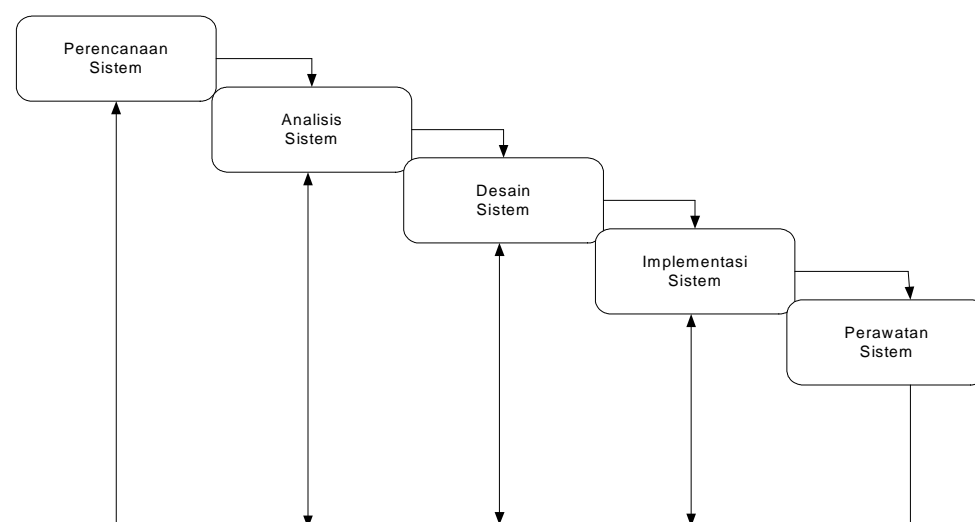 Perencanaan
Sistem
Analisis
Sistem
Desain
Sistem
Implementasi
Sistem
Perawatan
Sistem